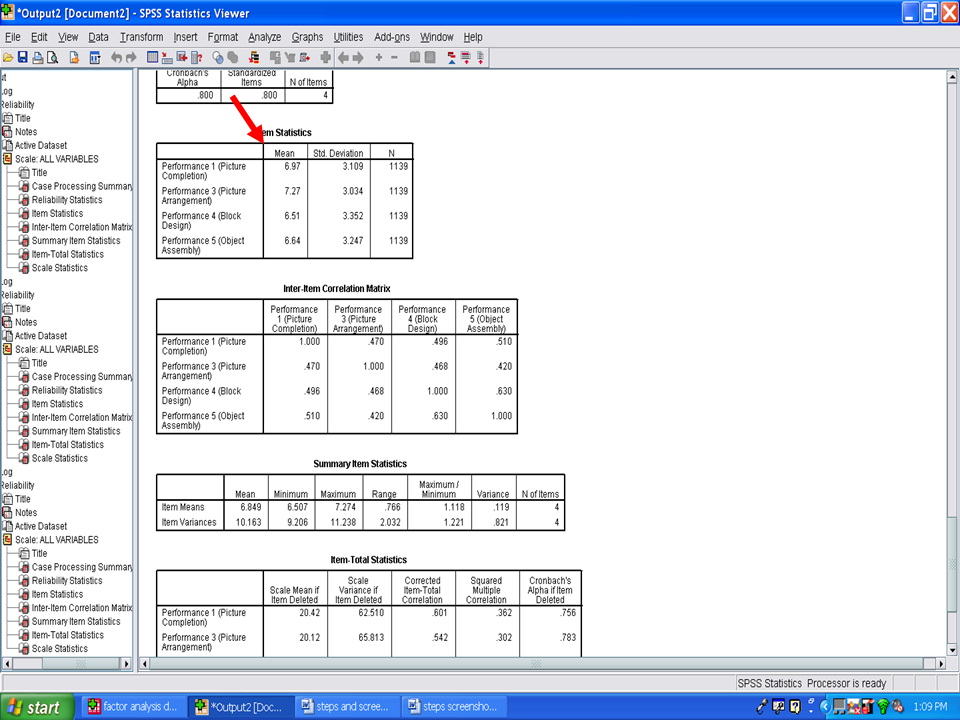 *Output2 [Document2] - SPSS Statistics Viewer
File Edit View Data Transform Insert Format Analyze Graphs Utilities Add-ons Window Help
Log
Reliability
Title
Notes
Active Dataset
Scale: ALL VARIABLES
Title
Case Processing Summary
Reliability Statistics
Item Statistics
Inter-Item Correlation Matrix
Summary Item Statistics
Item-Total Statistics
Scale Statistics
Log
Reliability
Title
Notes
Active Dataset
Scale: ALL VARIABLES
Title
Case Processing Summary
Reliability Statistics
Item Statistics
Inter-Item Correlation Matrix
Summary Item Statistics
Item-Total Statistics
Scale Statistics
Log
Reliability
Title
Notes
Active Dataset
Scale: ALL VARIABLES
Title
Case Processing Summary
Reliability Statistics
Item Statistics
Inter-Item Correlation Matrix
Summary Item Statistics
Item-Total Statistics
Scale Statistics
Cronbach's Standardized
Alpha Items N of Items
.800 .800 4
Item Statistics
Mean Std. Deviation N
Performance 1 (Picture 6.97 3.109 1139
Completion)
Performance 3 (Picture 7.27 3.034 1139
Arrangement)
Performance 4 (Block 6.51 3.352 1139
Design)
Performance 5 (Object 6.64 3.247 1139
Assembly)
Inter-Item Correlation Matrix
Performance Performance Performance Performance
1 (Picture 3 (Picture 4 (Block 5 (Object
Completion) Arrangement) Design) Assembly)
Performance 1 (Picture 1.000 .470 .496 .510
Completion)
Performance 3 (Picture .470 1.000 .468 .420
Arrangement)
Performance 4 (Block .496 .468 1.000 .630
Design)
Performance 5 (Object .510 .420 .630 1.000
Assembly)
Summary Item Statistics
Maximum /
Mean Minimum Maximum Range Minimum Variance N of Items
Item Means 6.849 6.507 7.274 .766 1.118 .119 4
Item Variances 10.163 9.206 11.238 2.032 1.221 .821 4
Item-Total Statistics
Scale Corrected Squared Cronbach's
Scale Mean if Variance if Item-Total Multiple Alpha if Item
Item Deleted Item Deleted Correlation Correlation Deleted
Performance 1 (Picture 20.42 62.510 .601 .362 .756
Completion)
Performance 3 (Picture 20.12 65.813 .542 .302 .783
Arrangement)
SPSS Statistics Processor is ready
start factor analysis d... *Output2 [Doc... steps and scree... steps screensho... 1:09 PM